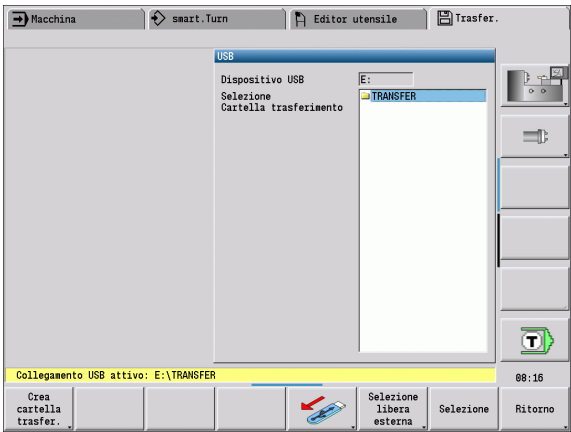 Macchina
smart.Turn
Editor utensile
Trasfer.
USB
Dispositivo USB
E:
Selezione
Cartella trasferimento
TRANSFER
T
Collegamento USB attivo: E:\TRANSFER
08:16
Crea
cartella
trasfer.
Selezione
libera
esterna
Selezione
Ritorno